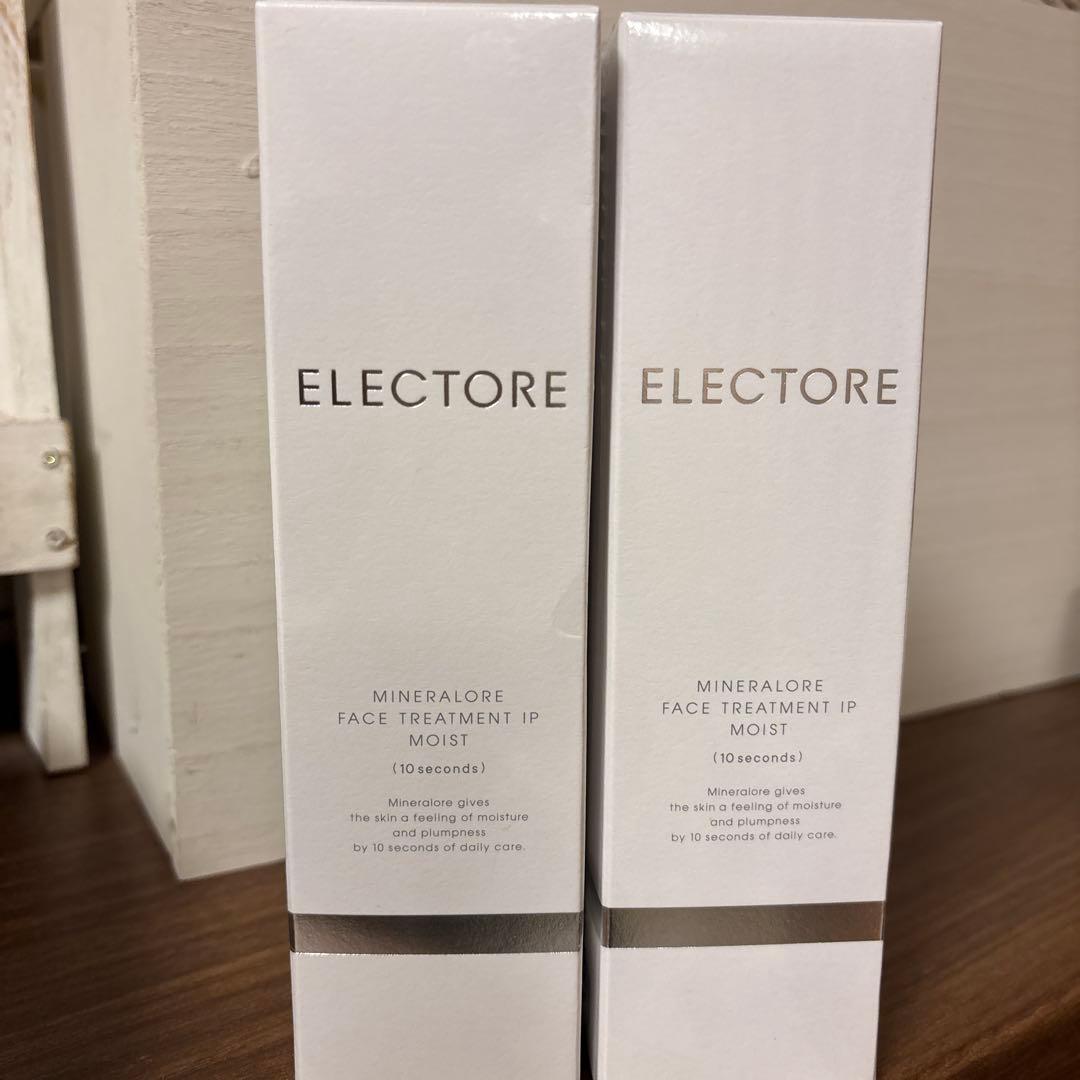 ELECTORE
MINERALORE
FACE TREATMENT IP
MOIST
(10 seconds)
Mineralore gives
the skin a feeling of moisture
and plumpness
by 10 seconds of daily care.
ELECTORE
MINERALORE
FACE TREATMENT IP
MOIST
(10 seconds)
Mineralore gives
the skin a feeling of moisture
and plumpness
by 10 seconds of daily care.